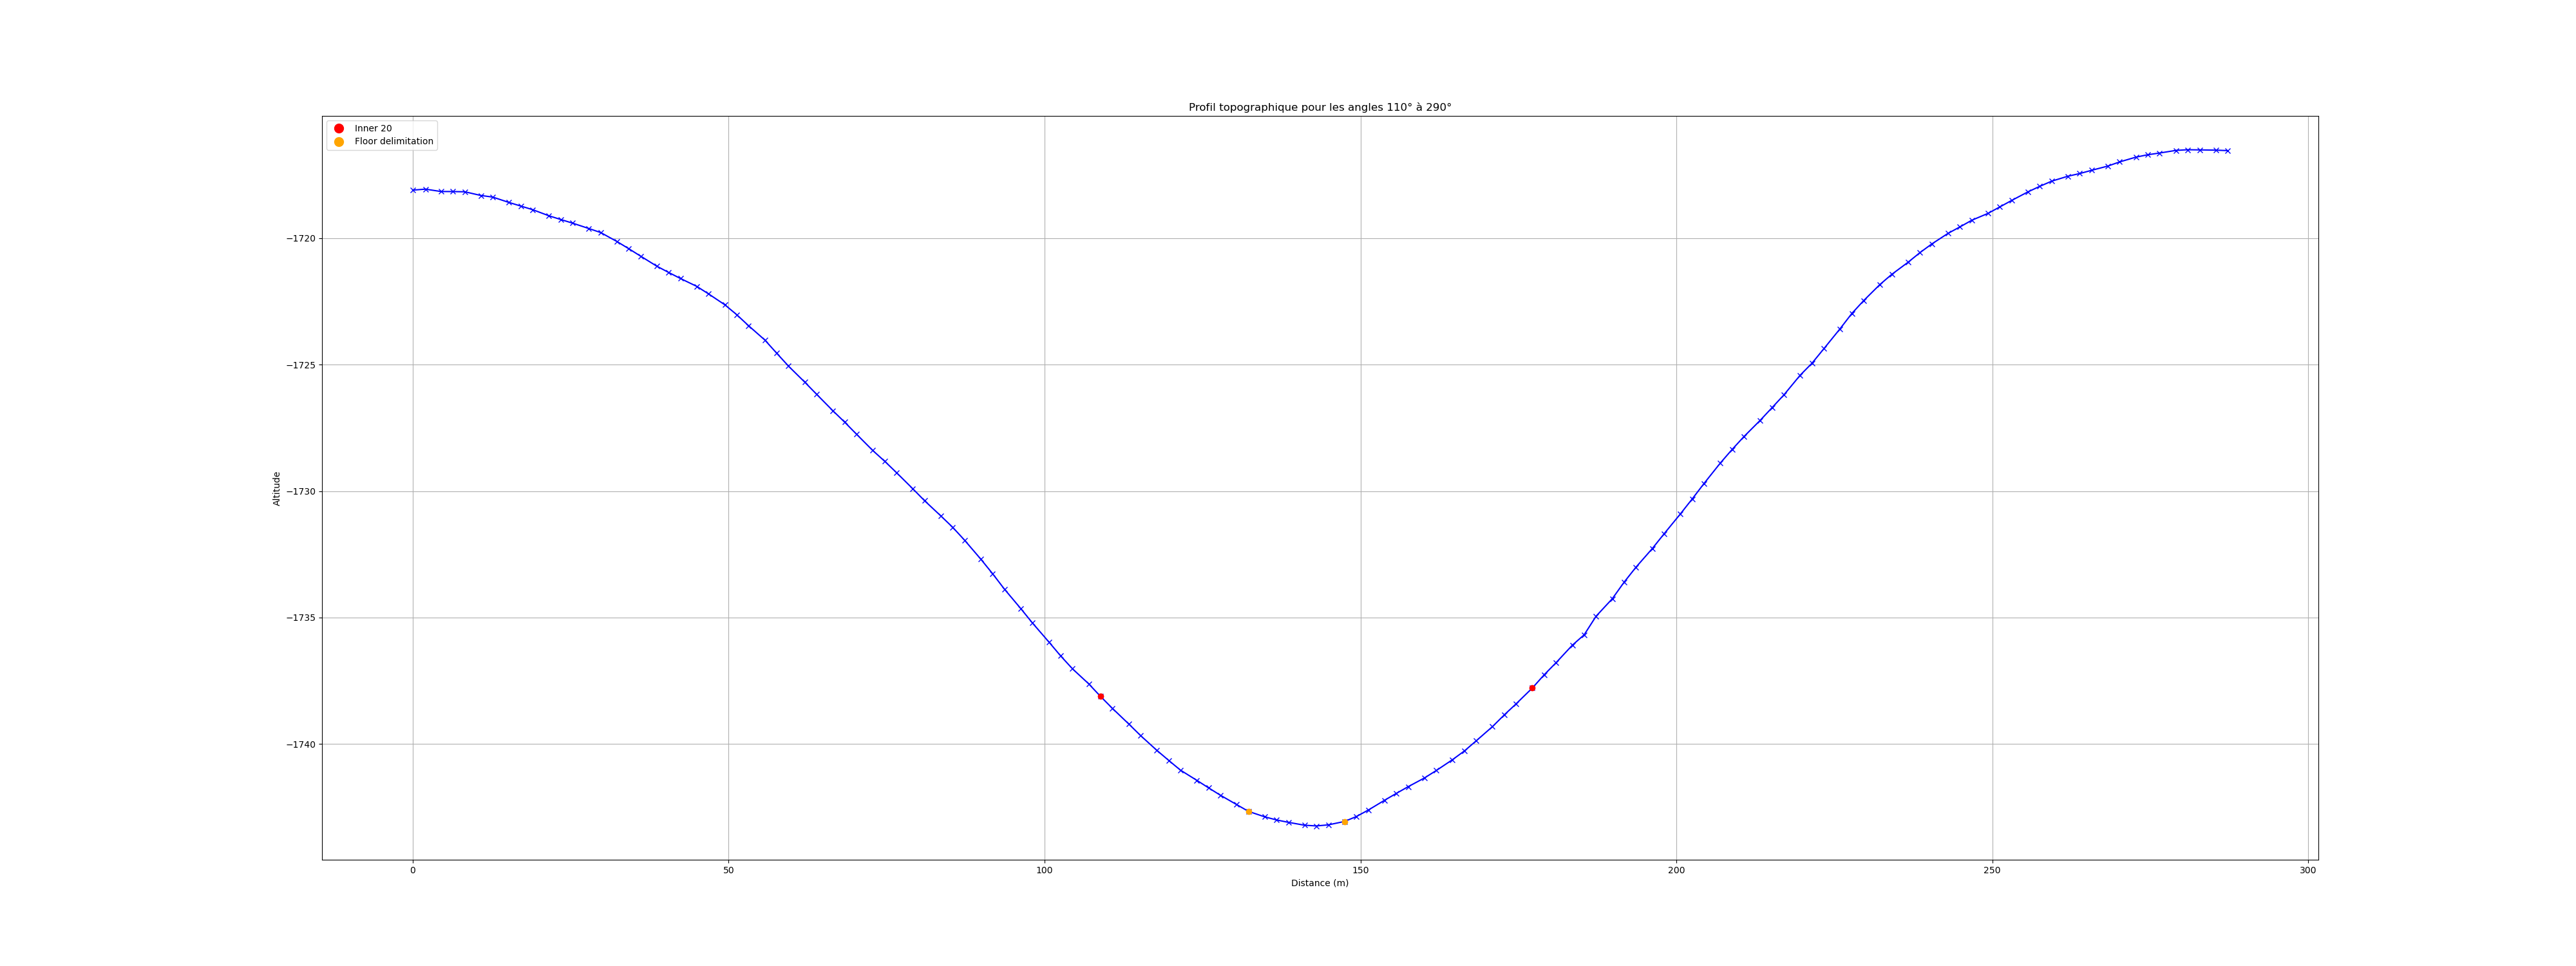 Profil topographique pour les angles 110° à 290°
Inner 20
Floor delimitation
Altitude
−1720
−1725
−1730
−1735
−1740
0
50
100
150
200
250
300
Distance (m)